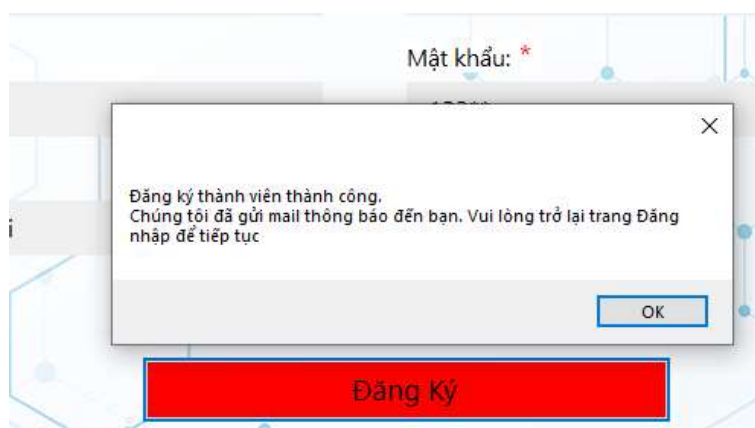 Mật khẩu: *
Đăng ký thành viên thành công.
Chúng tôi đã gửi mail thông báo đến bạn. Vui lòng trở lại trang Đăng
nhập để tiếp tục
OK
Đăng Ký